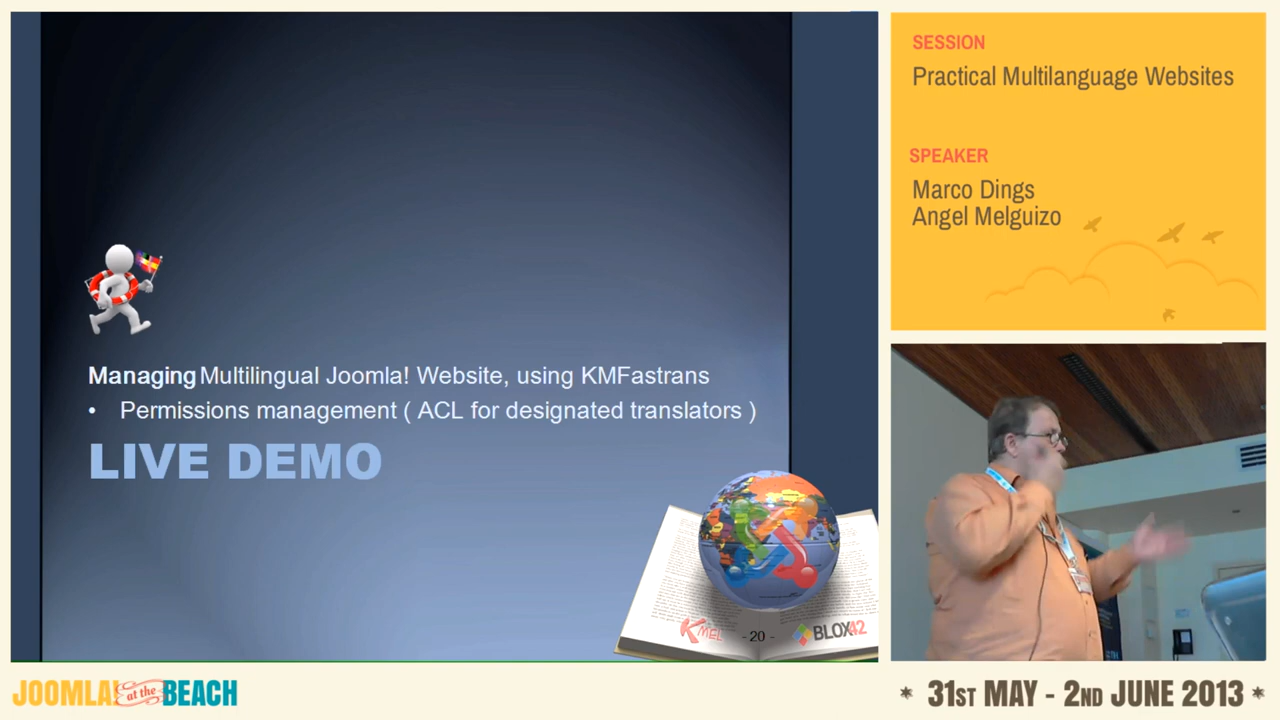 SESSION
Practical Multilanguage Websites
SPEAKER
Marco Dings
Angel Melguizo
Managing Multilingual Joomla! Website, using KMFastrans
• Permissions management ( ACL for designated translators )
LIVE DEMO
KMEL
- 20 -
BLOX42
JOOMLA! at the BEACH
* 31ST MAY - 2ND JUNE 2013 *